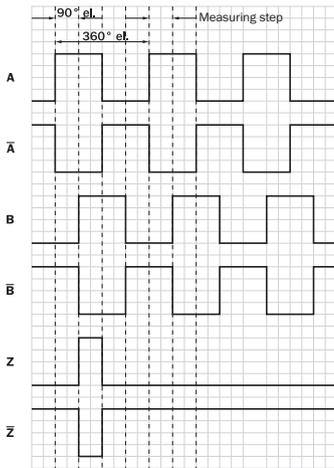 90° el.
Measuring step
360° el.
A
A̅
B
B̅
Z
Z̅